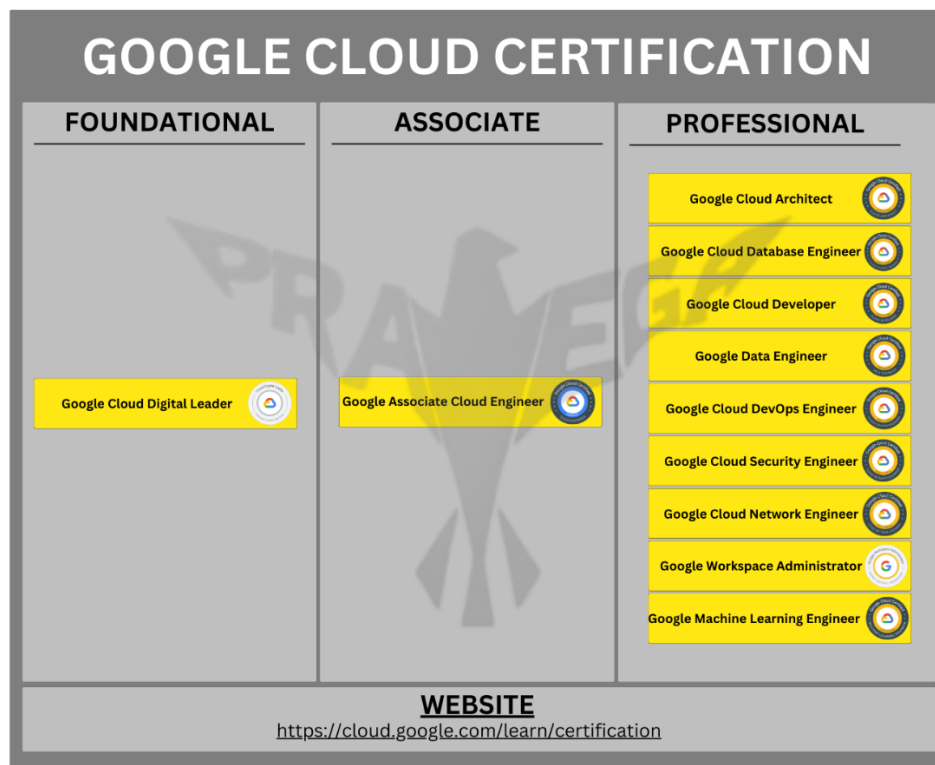 GOOGLE CLOUD CERTIFICATION
FOUNDATIONAL
Google Cloud Digital Leader
ASSOCIATE
Google Associate Cloud Engineer
PROFESSIONAL
Google Cloud Architect
Google Cloud Database Engineer
Google Cloud Developer
Google Data Engineer
Google Cloud DevOps Engineer
Google Cloud Security Engineer
Google Cloud Network Engineer
Google Workspace Administrator
Google Machine Learning Engineer
WEBSITE
https://cloud.google.com/learn/certification